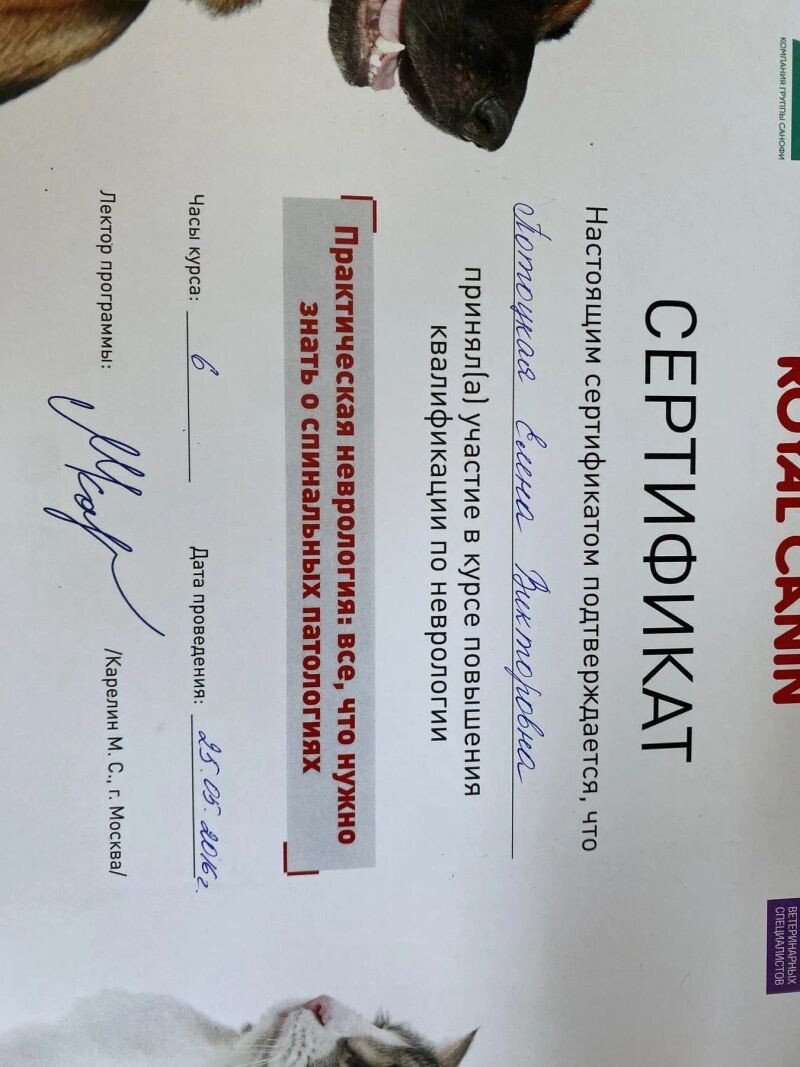 КОМПАНИЯ ГРУППЫ САНОФИ
ROYAL CANIN
ВЕТЕРИНАРНЫХ
СПЕЦИАЛИСТОВ
СЕРТИФИКАТ
Настоящим сертификатом подтверждается, что
Потоцкая Елена Викторовна
принял(а) участие в курсе повышения
квалификации по неврологии
Практическая неврология: все, что нужно
знать о спинальных патологиях
Часы курса: 6 Дата проведения: 25.05.2016г.
Лектор программы: /Карелин М. С., г. Москва/